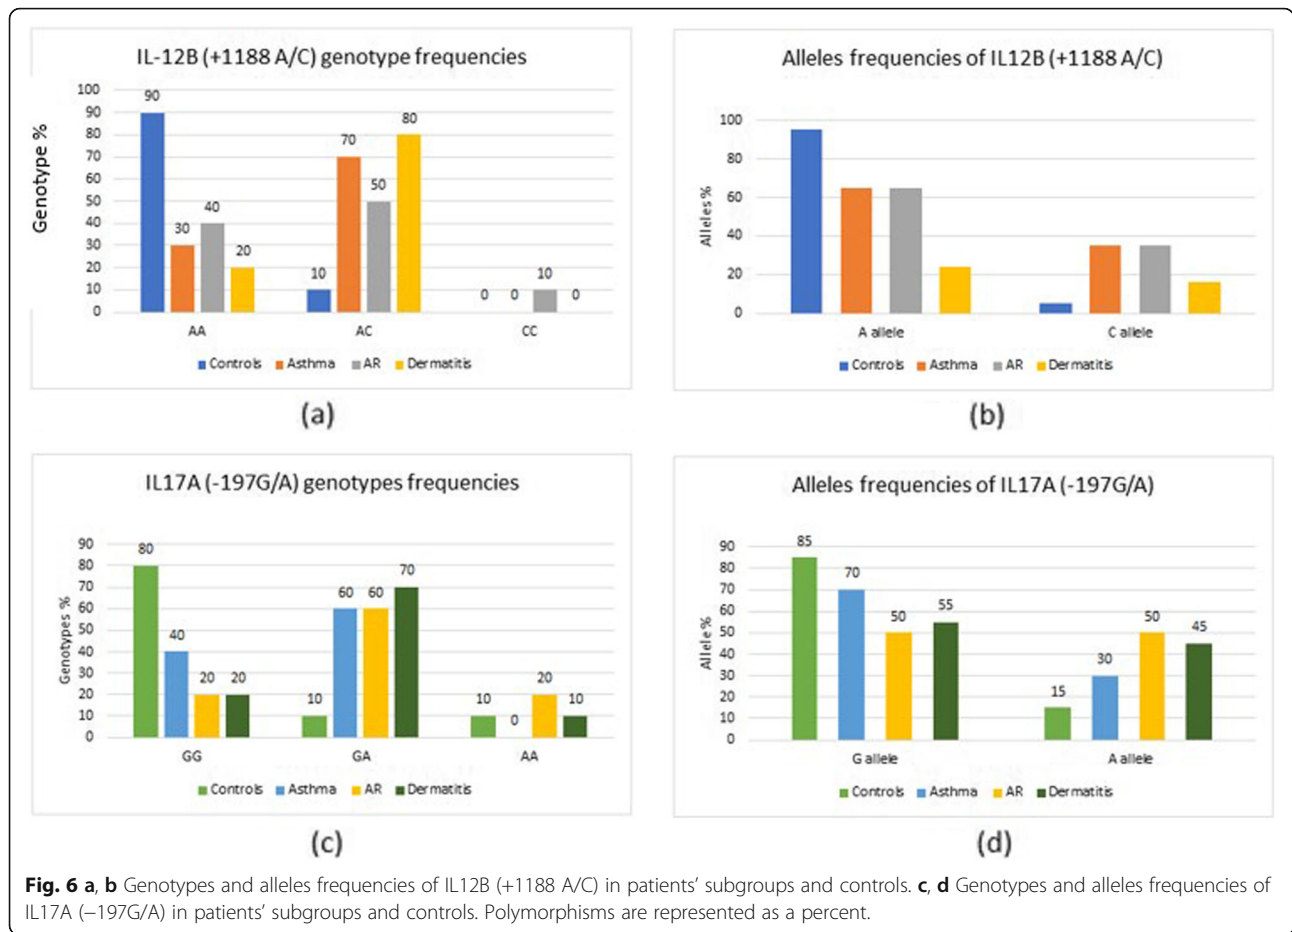 IL-12B (+1188 A/C) genotype frequencies
Genotype %
100
90
80
70
60
50
40
30
20
10
0
90
30
40
20
10
70
50
80
0
0
10
0
AA
AC
CC
Controls Asthma AR Dermatitis
(a)
Alleles frequencies of IL12B (+1188 A/C)
Alleles %
100
80
60
40
20
0
A allele
C allele
Controls Asthma AR Dermatitis
(b)
IL17A (-197G/A) genotypes frequencies
Genotypes %
90
80
70
60
50
40
30
20
10
0
80
40
20
20
10
60
60
70
10
0
20
10
GG
GA
AA
Controls Asthma AR Dermatitis
(c)
Alleles frequencies of IL17A (-197G/A)
Allele %
90
80
70
60
50
40
30
20
10
0
85
70
50
55
15
30
50
45
G allele
A allele
Controls Asthma AR Dermatitis
(d)
Fig. 6 a, b Genotypes and alleles frequencies of IL12B (+1188 A/C) in patients' subgroups and controls. c, d Genotypes and alleles frequencies of
IL17A (−197G/A) in patients' subgroups and controls. Polymorphisms are represented as a percent.